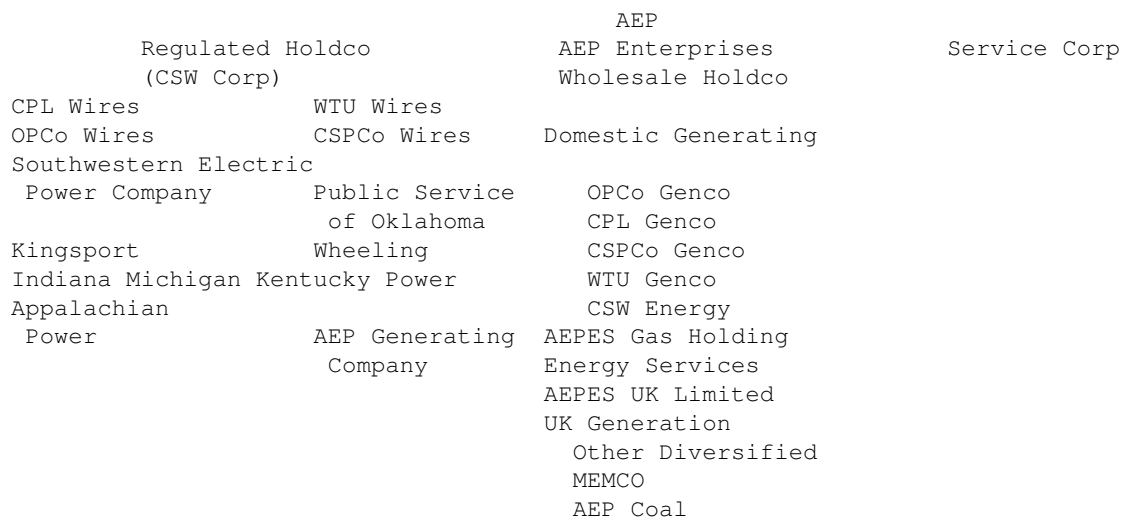 AEP
Regulated Holdco AEP Enterprises Service Corp
(CSW Corp) Wholesale Holdco
CPL Wires WTU Wires
OPCo Wires CSPCo Wires Domestic Generating
Southwestern Electric
Power Company Public Service OPCo Genco
of Oklahoma CPL Genco
Kingsport Wheeling CSPCo Genco
Indiana Michigan Kentucky Power WTU Genco
Appalachian CSW Energy
Power AEP Generating AEPES Gas Holding
Company Energy Services
AEPES UK Limited
UK Generation
Other Diversified
MEMCO
AEP Coal